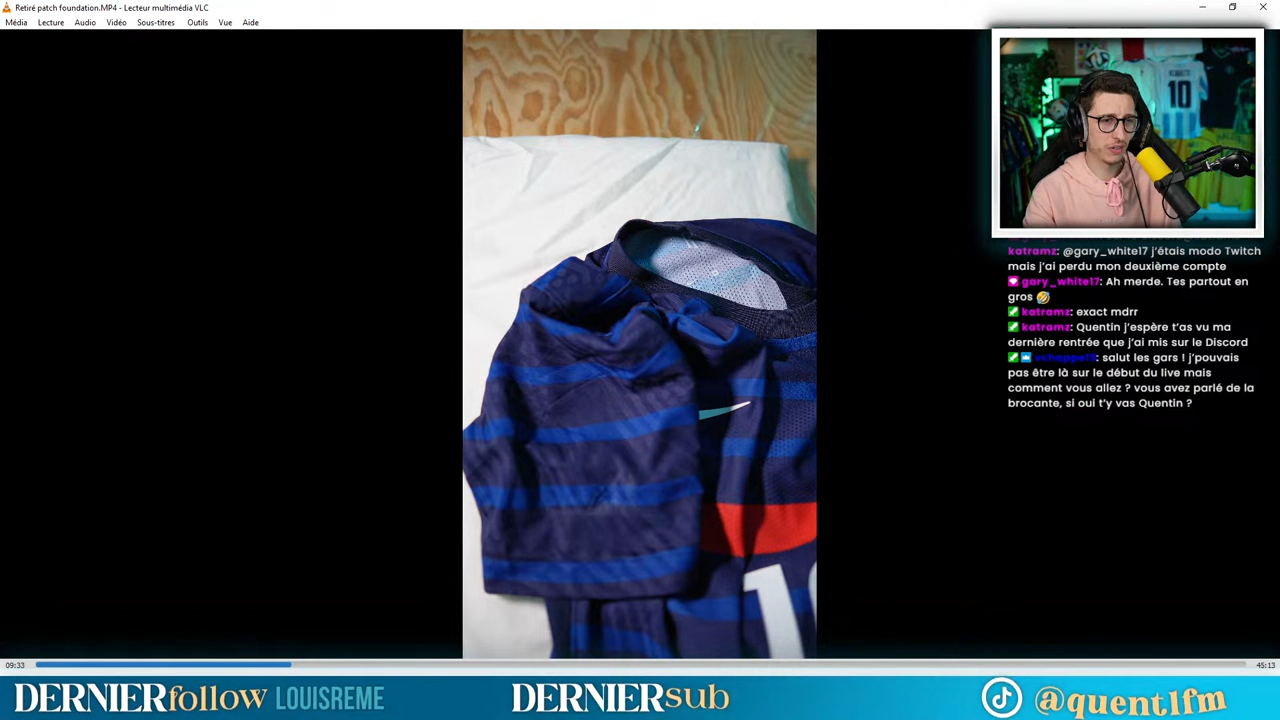 Retiré patch foundation.MP4 - Lecteur multimédia VLC
Média Lecture Audio Vidéo Sous-titres Outils Vue Aide
10
katramz: @gary_white17 j'étais modo Twitch
mais j'ai perdu mon deuxième compte
gary_white17: Ah merde. Tes partout en
gros
katramz: exact mdrr
katramz: Quentin j'espère t'as vu ma
dernière rentrée que j'ai mis sur le Discord
: salut les gars ! j'pouvais
pas être là sur le début du live mais
comment vous allez ? vous avez parlé de la
brocante, si oui t'y vas Quentin ?
09:33
45:13
DERNIERfollow LOUISREME
DERNIERsub
@quent1fm